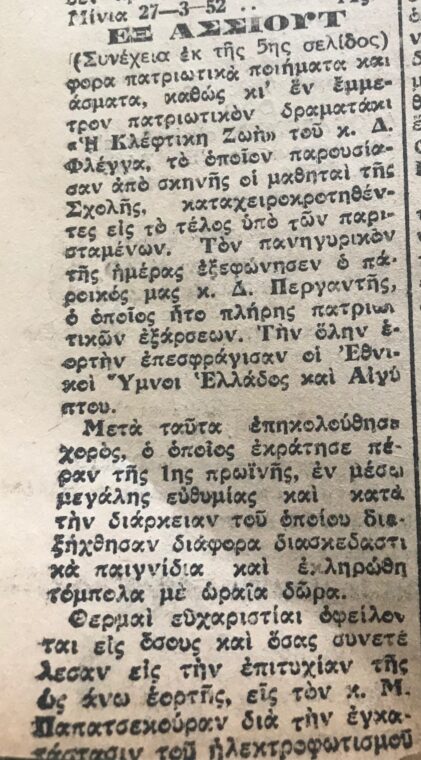 Μίνια 27-3-52 ..
ΕΞ ΑΣΣΙΟΥΤ
(Συνέχεια ἐκ τῆς 5ης σελίδος)
φορα πατριωτικὰ ποιήματα καὶ
ἄσματα, καθὼς κι' ἓν ἔμμε-
τρον πατριωτικὸν δραματάκι
«Ἡ Κλέφτικη Ζωὴ» τοῦ κ. Δ.
Φλέγγα, τὸ ὁποῖον παρουσία-
σαν ἀπὸ σκηνῆς οἱ μαθηταὶ τῆς
Σχολῆς, καταχειροκροτηθέν-
τες εἰς τὸ τέλος ὑπὸ τῶν παρι-
σταμένων. Τὸν πανηγυρικὸν
τῆς ἡμέρας ἐξεφώνησεν ὁ πά-
ροικός μας κ. Δ. Περγαντῆς,
ὁ ὁποῖος ἦτο πλήρης πατριω
τικῶν ἐξάρσεων. Τὴν ὅλην ἑ-
ορτὴν ἐπεσφράγισαν οἱ Ἐθνι-
κοὶ Ὕμνοι Ἑλλάδος καὶ Αἰγύ
πτου.
Μετὰ ταῦτα ἐπηκολούθησε
χορός, ὁ ὁποῖος ἐκράτησε πέ-
ραν τῆς 1ης πρωϊνῆς, ἐν μέσῳ
μεγάλης εὐθυμίας καὶ κατὰ
τὴν διάρκειαν τοῦ ὁποίου διε-
ξήχθησαν διάφορα διασκεδαστι
κὰ παιγνίδια καὶ ἐκληρώθη
τόμπολα μὲ ὡραῖα δῶρα.
Θερμαὶ εὐχαριστίαι ὀφείλον
ται εἰς ὅσους καὶ ὅσας συνετέ
λεσαν εἰς τὴν ἐπιτυχίαν τῆς
ὡς ἄνω ἑορτῆς, εἰς τὸν κ. Μ.
Παπατσεκούραν διὰ τὴν ἐγκα-
τάστασιν τοῦ ἠλεκτροφωτισμοῦ